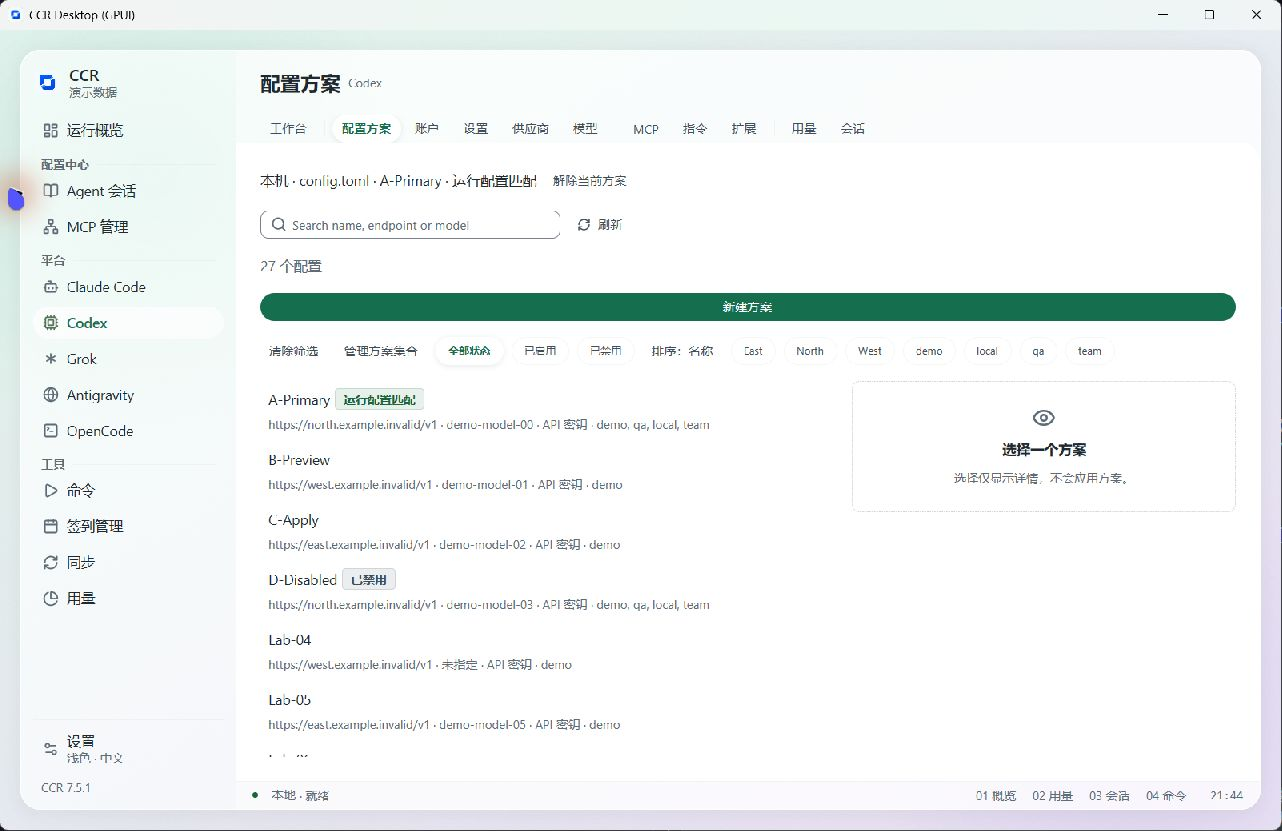 CCR Desktop (GPUI)
CCR
演示数据
运行概览
配置中心
Agent 会话
MCP 管理
平台
Claude Code
Codex
Grok
Antigravity
OpenCode
工具
命令
签到管理
同步
用量
设置
浅色 · 中文
CCR 7.5.1
配置方案 Codex
工作台 配置方案 账户 设置 供应商 模型 MCP 指令 扩展 用量 会话
本机 · config.toml · A-Primary · 运行配置匹配 解除当前方案
Search name, endpoint or model 刷新
27 个配置
新建方案
清除筛选 管理方案集合 全部状态 已启用 已禁用 排序：名称 East North West demo local qa team
A-Primary 运行配置匹配
https://north.example.invalid/v1 · demo-model-00 · API 密钥 · demo, qa, local, team
B-Preview
https://west.example.invalid/v1 · demo-model-01 · API 密钥 · demo
C-Apply
https://east.example.invalid/v1 · demo-model-02 · API 密钥 · demo
D-Disabled 已禁用
https://north.example.invalid/v1 · demo-model-03 · API 密钥 · demo, qa, local, team
Lab-04
https://west.example.invalid/v1 · 未指定 · API 密钥 · demo
Lab-05
https://east.example.invalid/v1 · demo-model-05 · API 密钥 · demo
选择一个方案
选择仅显示详情，不会应用方案。
本地 · 就绪
01 概览 02 用量 03 会话 04 命令 21:44